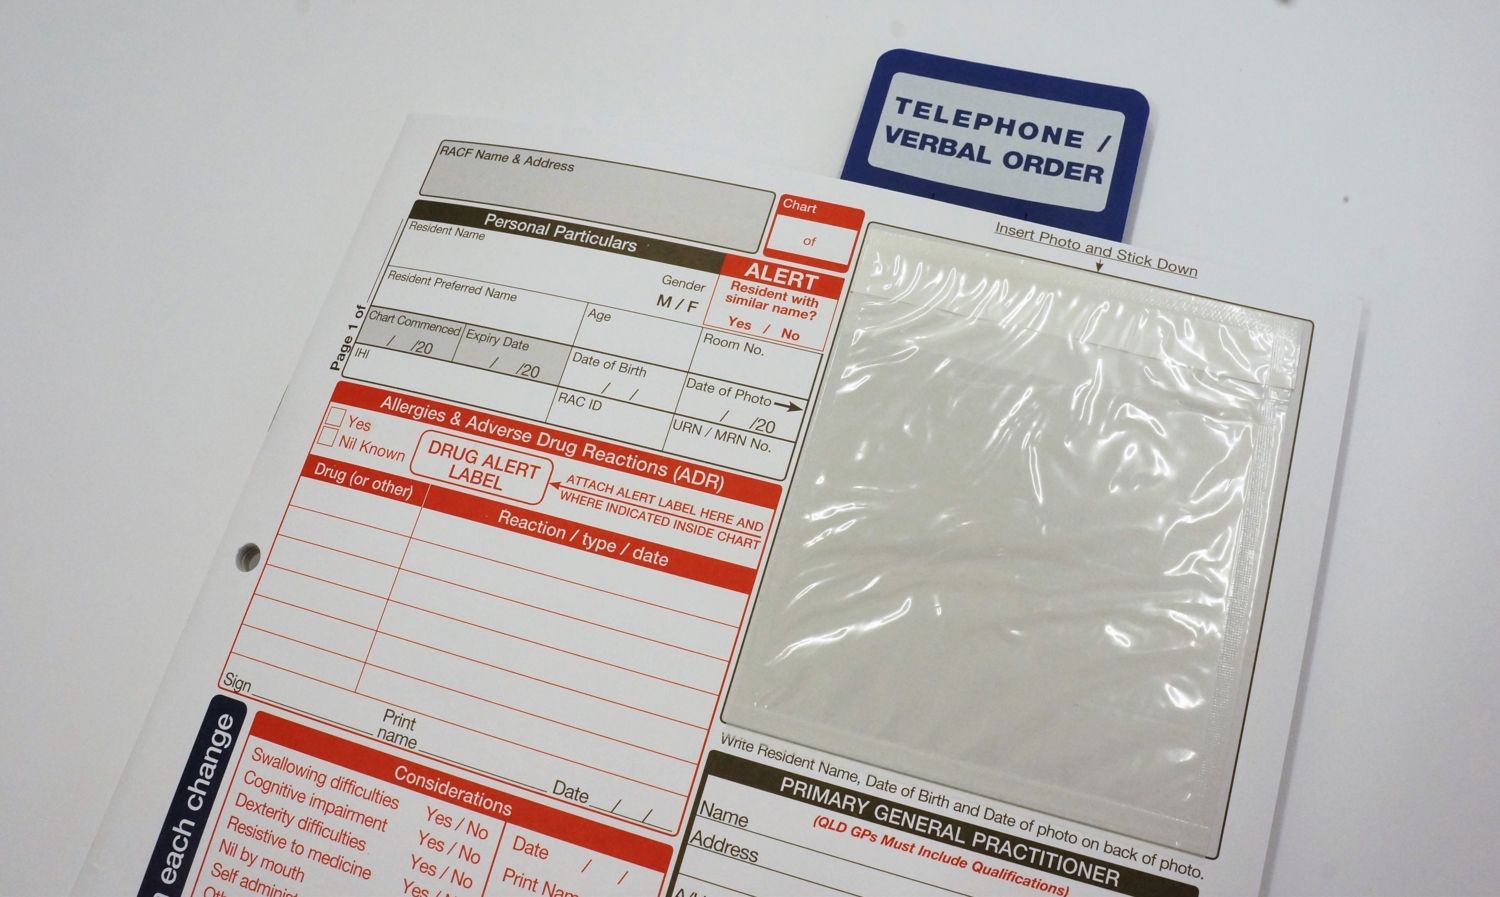 TELEPHONE /
VERBAL ORDER
RACF Name & Address
Chart
of
Insert Photo and Stick Down
Personal Particulars
Resident Name
Gender
M / F
ALERT
Resident with
similar name?
Yes / No
Resident Preferred Name
Age
Room No.
Page 1 of
Chart Commenced
/ /20
Expiry Date
/ /20
Date of Birth
/ /
Date of Photo
/ /20
IHI
RAC ID
URN / MRN No.
Allergies & Adverse Drug Reactions (ADR)
Yes
Nil Known
DRUG ALERT
LABEL
ATTACH ALERT LABEL HERE AND
WHERE INDICATED INSIDE CHART
Drug (or other)
Reaction / type / date
Sign
Print
name
Date / /
Write Resident Name, Date of Birth and Date of photo on back of photo.
each change
Considerations
Swallowing difficulties Yes / No
Cognitive impairment Yes / No
Dexterity difficulties Yes / No
Resistive to medicine Yes /
Nil by mouth
Self
Date / /
Print
PRIMARY GENERAL PRACTITIONER
(QLD GPs Must Include Qualifications)
Name
Address